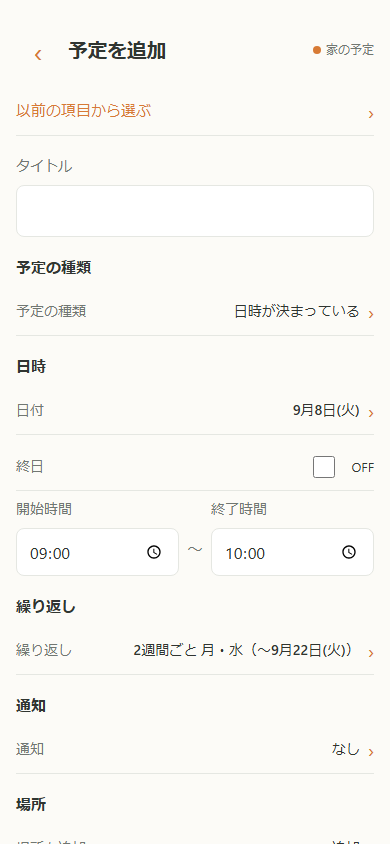 予定を追加
家の予定
以前の項目から選ぶ
タイトル
予定の種類
予定の種類 日時が決まっている
日時
日付 9月8日(火)
終日 OFF
開始時間 終了時間
09:00 〜 10:00
繰り返し
繰り返し 2週間ごと 月・水（〜9月22日(火)）
通知
通知 なし
場所